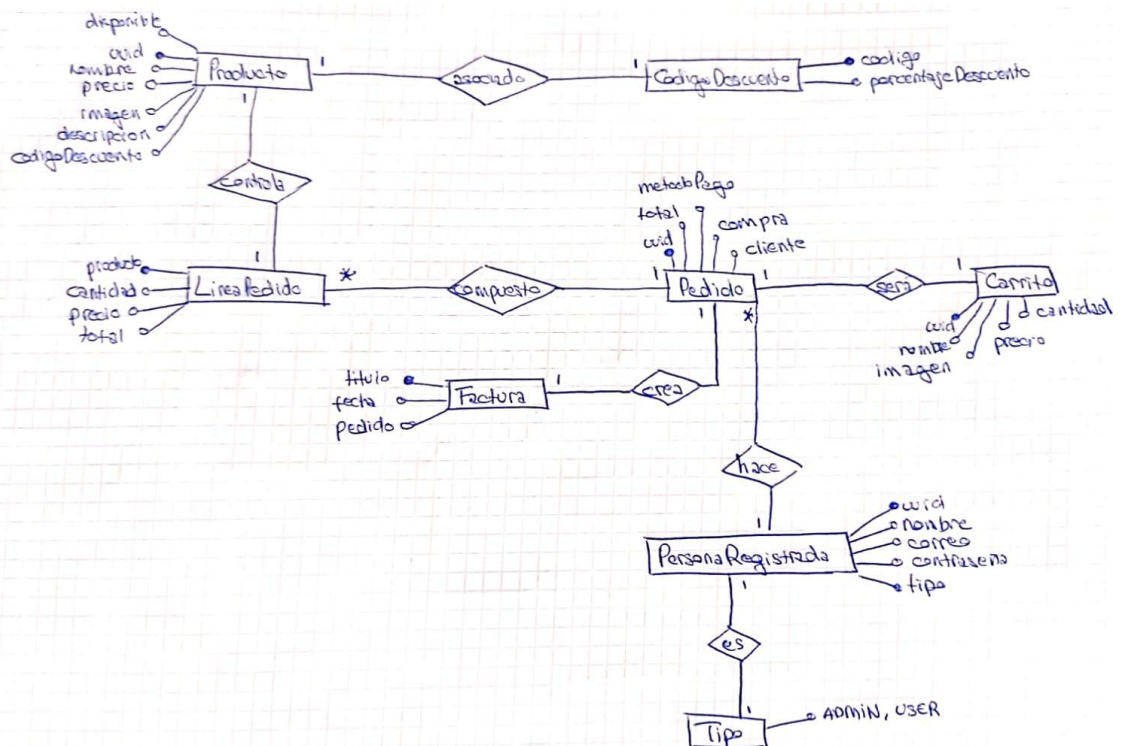 disponible
uuid
nombre
precio
imagen
descripcion
codigoDescuento
Producto
1
asociado
1
CodigoDescuento
codigo
porcentajeDescuento
1
controla
1
producto
cantidad
precio
total
LineaPedido
*
compuesto
1
metodoPago
total
uuid
compra
cliente
Pedido
1
será
1
Carrito
uuid
nombre
imagen
precio
cantidad
1
*
titulo
fecha
pedido
Factura
1
crea
hace
1
PersonaRegistrada
uuid
nombre
correo
contraseña
tipo
1
es
1
Tipo
ADMIN, USER